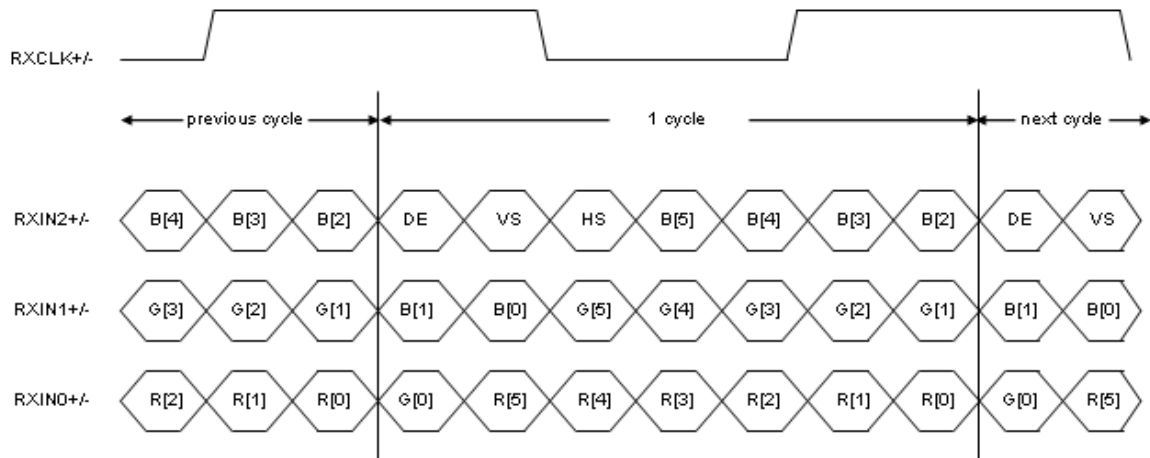 RXCLK+/-
previous cycle 1 cycle next cycle
RXIN2+/- B[4] B[3] B[2] DE VS HS B[5] B[4] B[3] B[2] DE VS
RXIN1+/- G[3] G[2] G[1] B[1] B[0] G[5] G[4] G[3] G[2] G[1] B[1] B[0]
RXIN0+/- R[2] R[1] R[0] G[0] R[5] R[4] R[3] R[2] R[1] R[0] G[0] R[5]